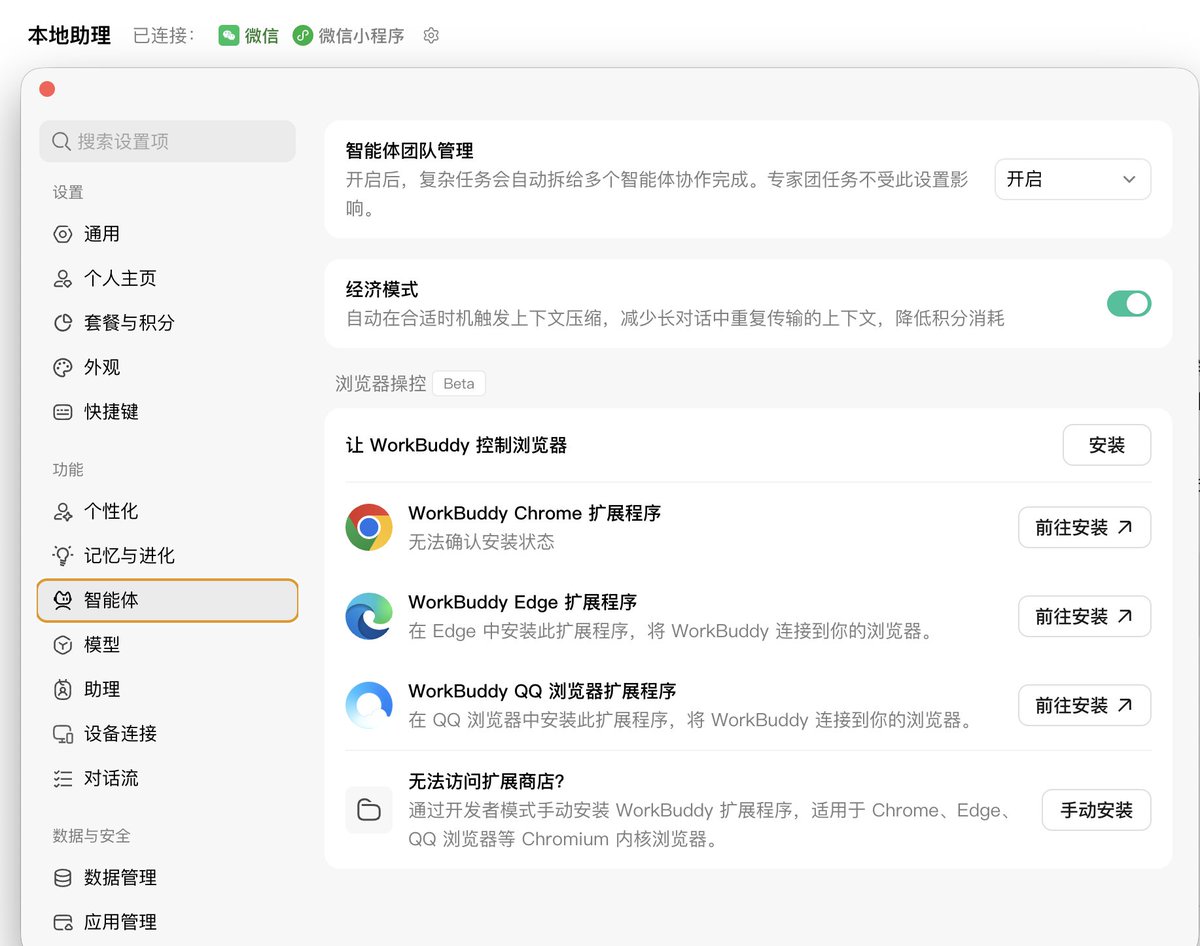 本地助理 已连接： 微信 微信小程序
搜索设置项
设置
通用
个人主页
套餐与积分
外观
快捷键
功能
个性化
记忆与进化
智能体
模型
助理
设备连接
对话流
数据与安全
数据管理
应用管理
智能体团队管理
开启后，复杂任务会自动拆给多个智能体协作完成。专家团任务不受此设置影
响。
开启
经济模式
自动在合适时机触发上下文压缩，减少长对话中重复传输的上下文，降低积分消耗
浏览器操控 Beta
让 WorkBuddy 控制浏览器
安装
WorkBuddy Chrome 扩展程序
无法确认安装状态
前往安装
WorkBuddy Edge 扩展程序
在 Edge 中安装此扩展程序，将 WorkBuddy 连接到你的浏览器。
前往安装
WorkBuddy QQ 浏览器扩展程序
在 QQ 浏览器中安装此扩展程序，将 WorkBuddy 连接到你的浏览器。
前往安装
无法访问扩展商店?
通过开发者模式手动安装 WorkBuddy 扩展程序，适用于 Chrome、Edge、
QQ 浏览器等 Chromium 内核浏览器。
手动安装